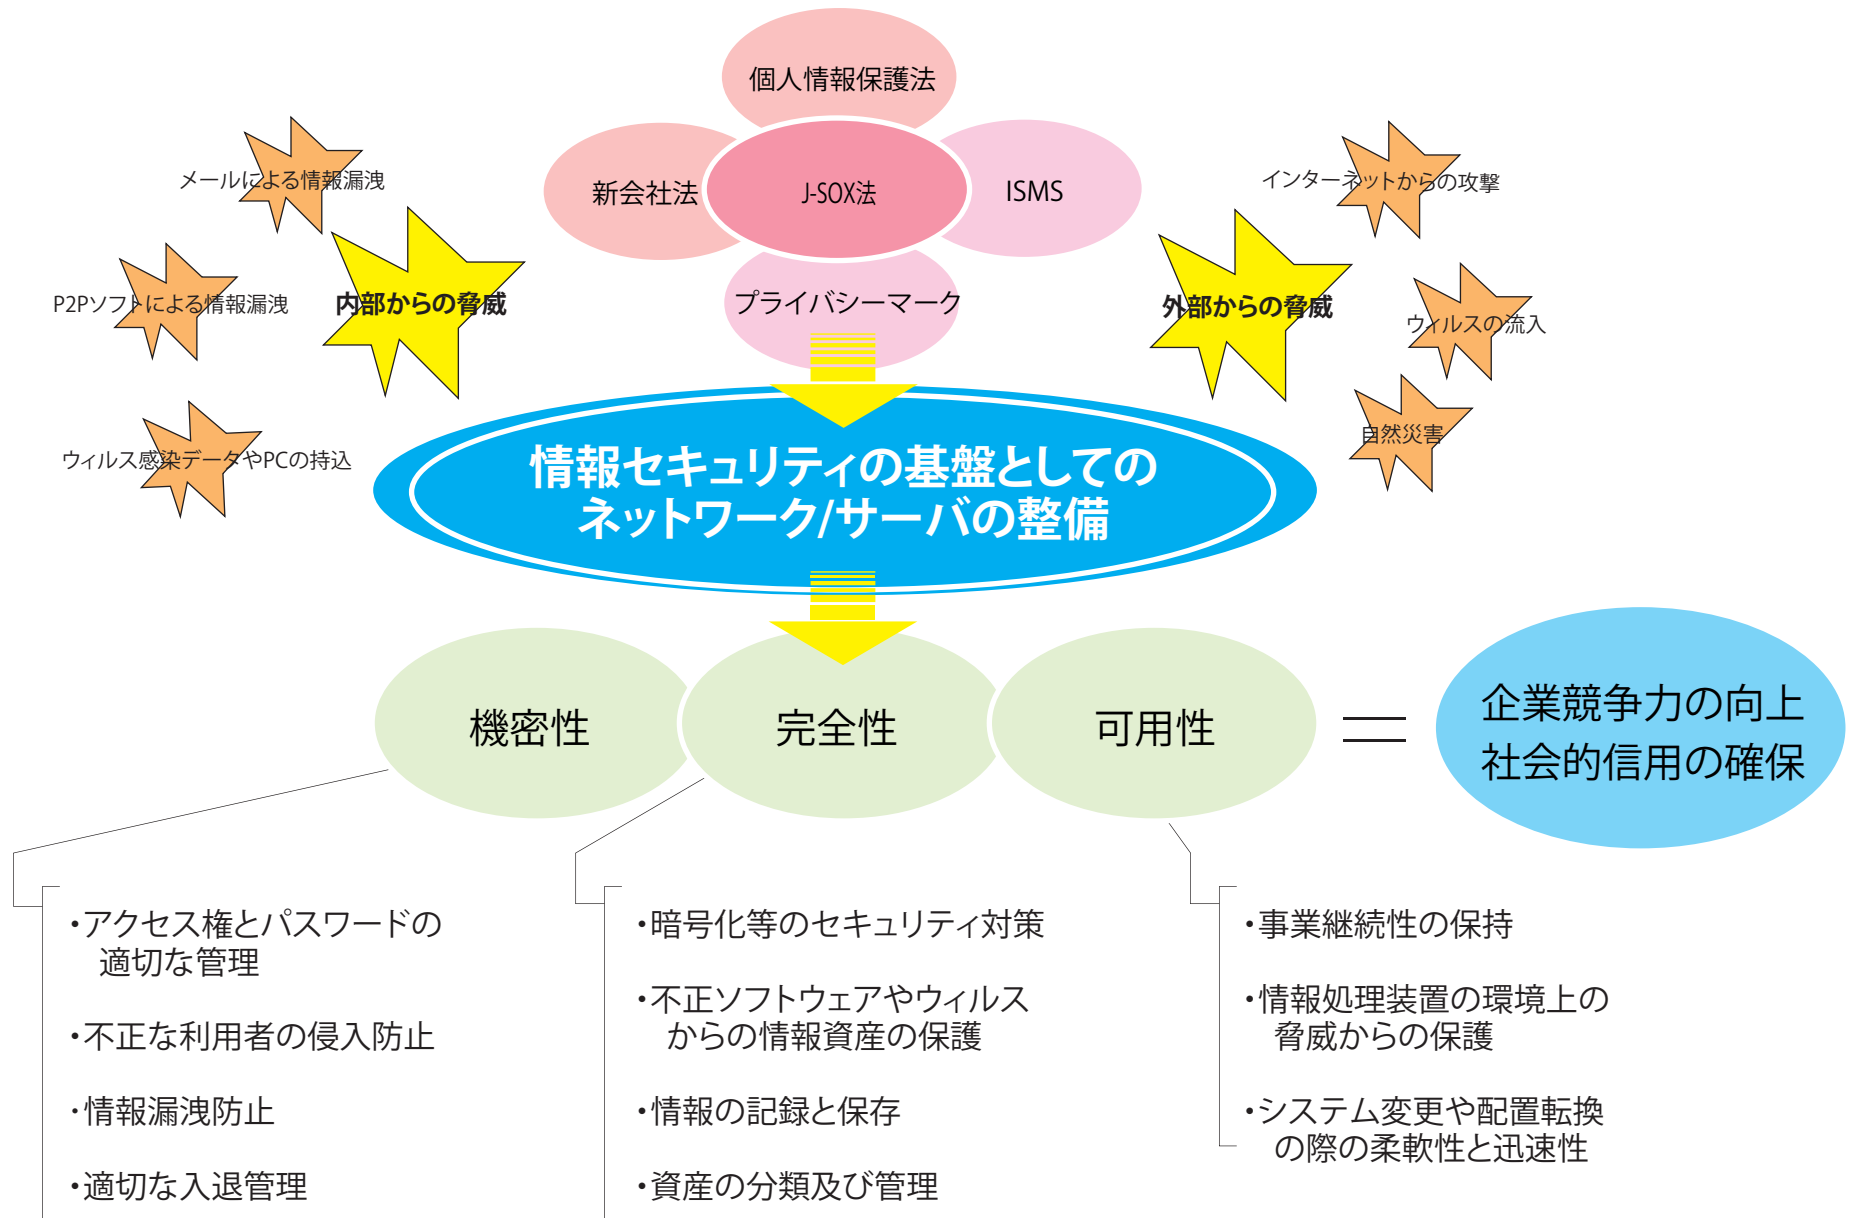 個人情報保護法
新会社法
J-SOX法
ISMS
プライバシーマーク
メールによる情報漏洩
P2Pソフトによる情報漏洩
内部からの脅威
ウィルス感染データやPCの持込
インターネットからの攻撃
外部からの脅威
ウィルスの流入
自然災害
情報セキュリティの基盤としての
ネットワーク/サーバの整備
機密性
完全性
可用性
企業競争力の向上
社会的信用の確保
・アクセス権とパスワードの
適切な管理
・不正な利用者の侵入防止
・情報漏洩防止
・適切な入退管理
・暗号化等のセキュリティ対策
・不正ソフトウェアやウィルス
からの情報資産の保護
・情報の記録と保存
・資産の分類及び管理
・事業継続性の保持
・情報処理装置の環境上の
脅威からの保護
・システム変更や配置転換
の際の柔軟性と迅速性